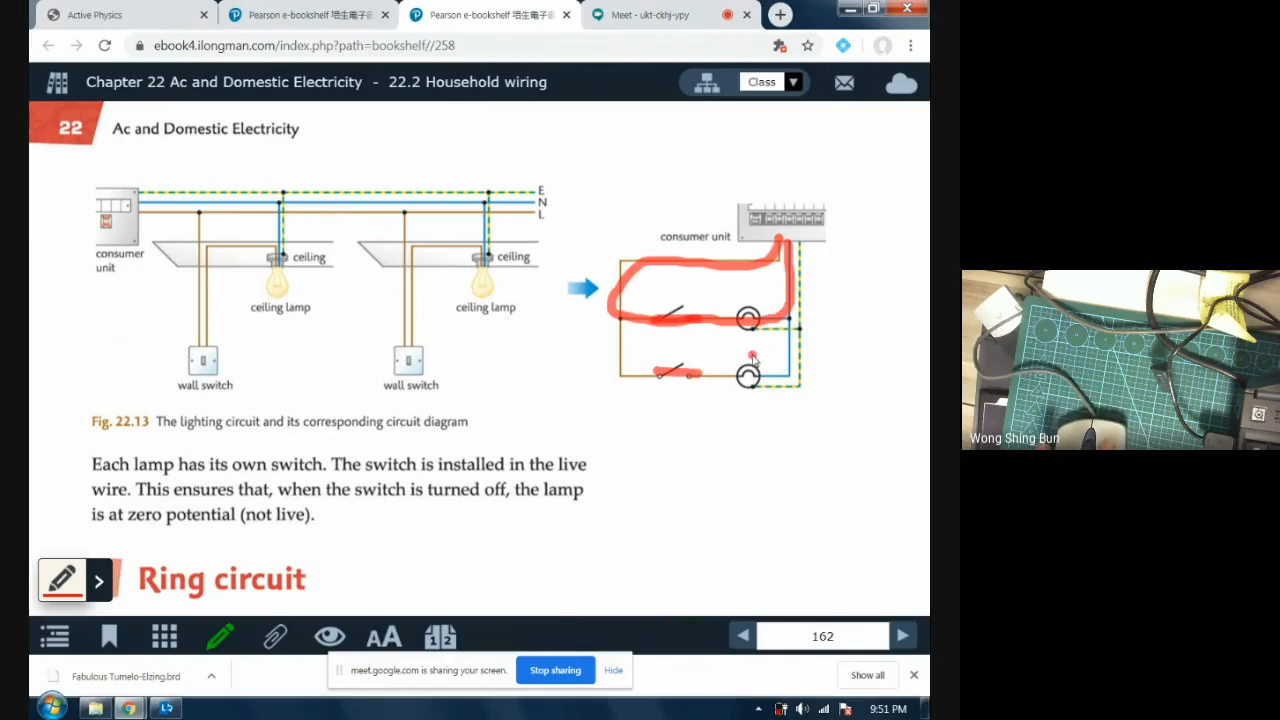 Active Physics
Pearson e-bookshelf 培生電子
Pearson e-bookshelf 培生電子
Meet - ukt-ckhj-ypy
ebook4.ilongman.com/index.php?path=bookshelf//258
Chapter 22 Ac and Domestic Electricity - 22.2 Household wiring
Class
22 Ac and Domestic Electricity
E
N
L
consumer unit
ceiling
ceiling
ceiling lamp
ceiling lamp
wall switch
wall switch
consumer unit
Fig. 22.13 The lighting circuit and its corresponding circuit diagram
Each lamp has its own switch. The switch is installed in the live
wire. This ensures that, when the switch is turned off, the lamp
is at zero potential (not live).
Ring circuit
AA
1 2
162
Fabulous Tumelo-Elzing.brd
meet.google.com is sharing your screen.
Stop sharing
Hide
Show all
9:51 PM
Wong Shing Bun